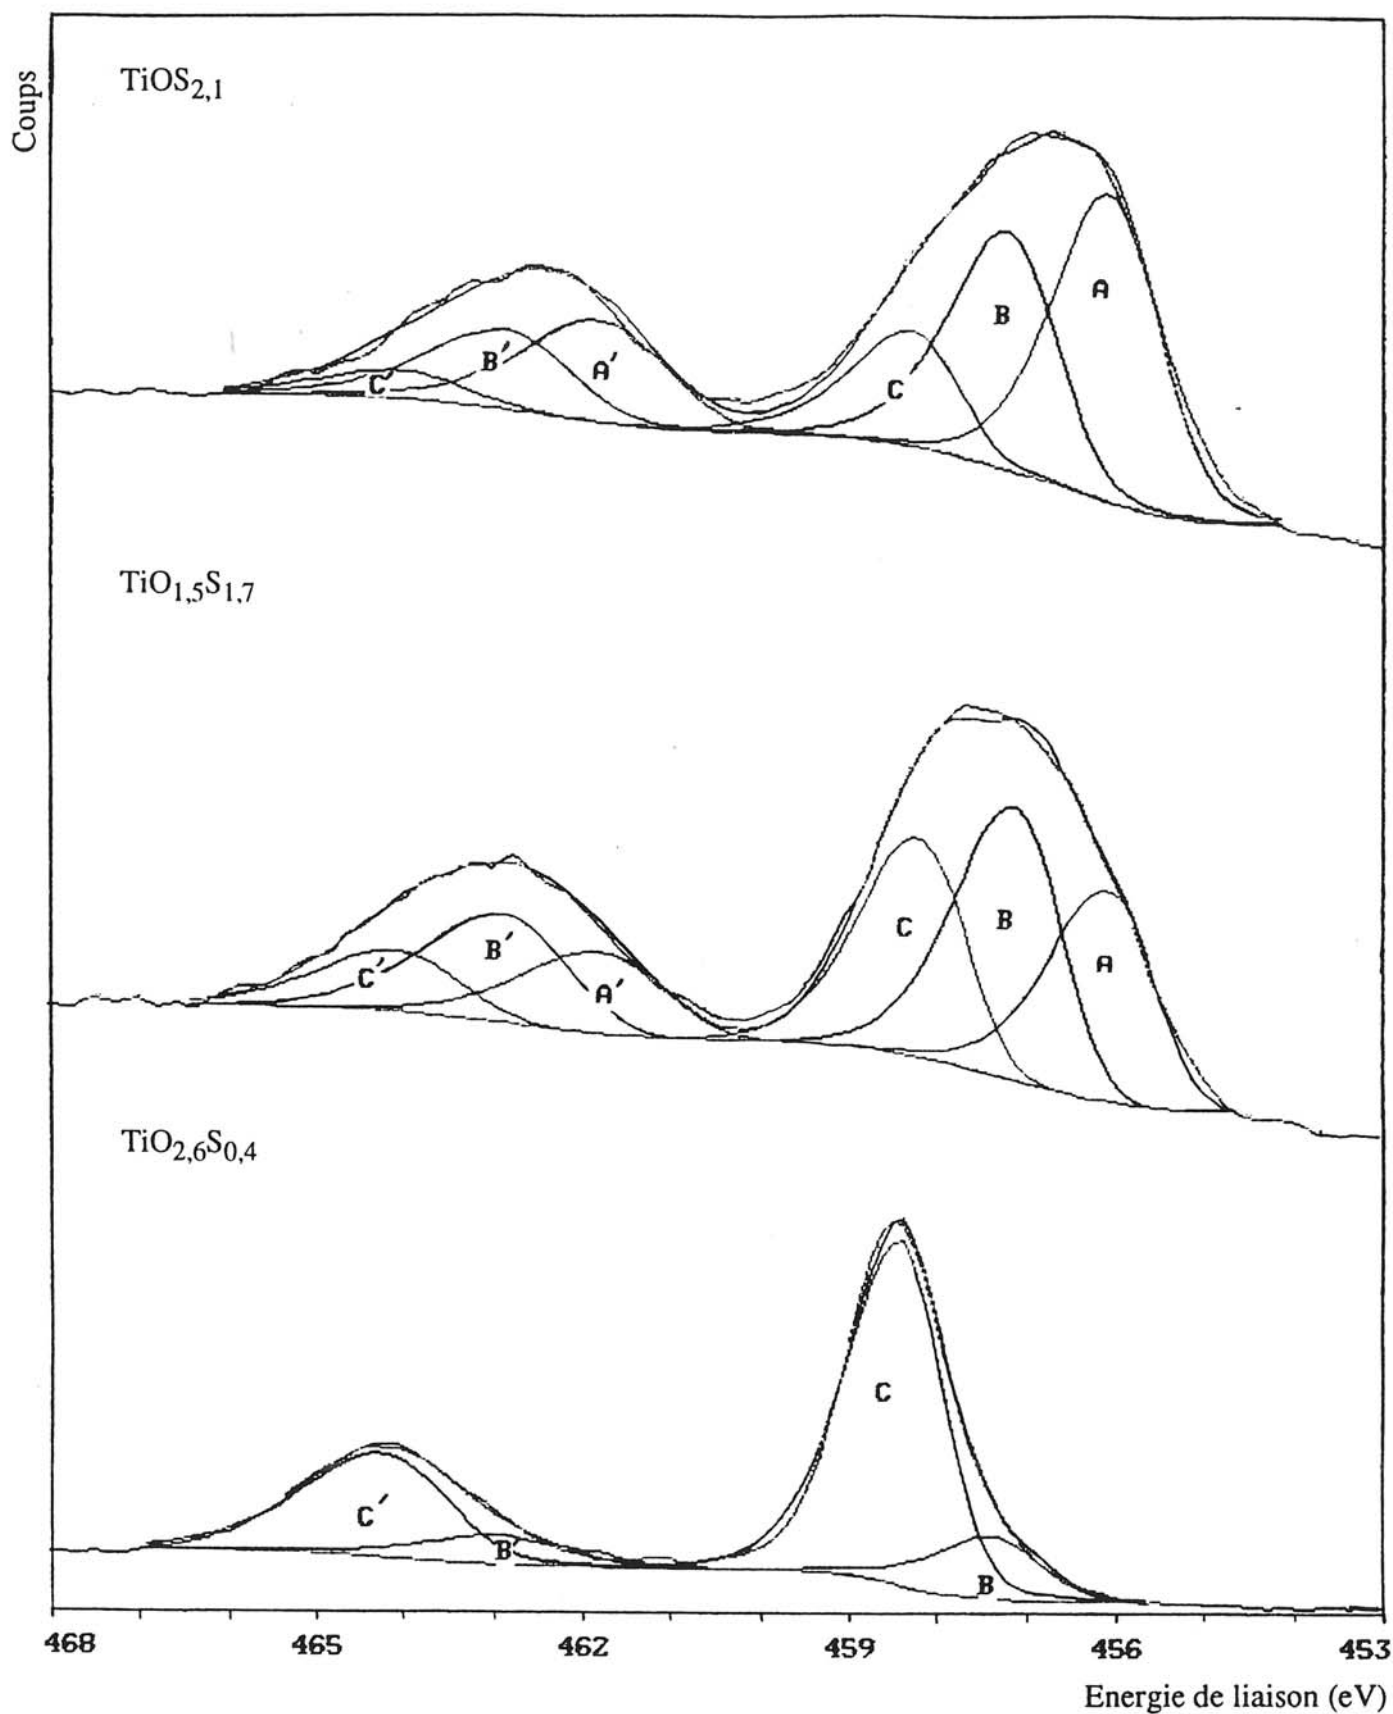 Coups
TiOS2,1
C' B' A' C B A
TiO1,5S1,7
C' B' A' C B A
TiO2,6S0,4
C' B' C B
468 465 462 459 456 453
Energie de liaison (eV)